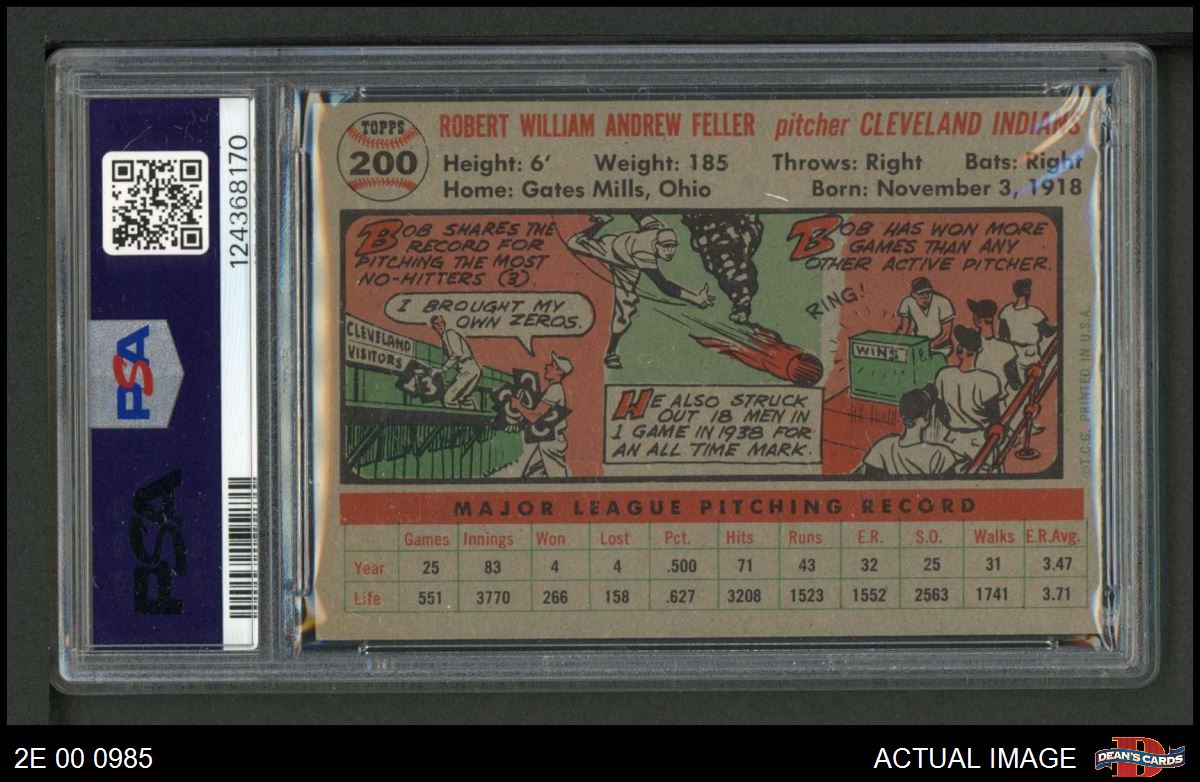 TOPPS
200
ROBERT WILLIAM ANDREW FELLER pitcher CLEVELAND INDIANS
Height: 6' Weight: 185 Throws: Right Bats: Right
Home: Gates Mills, Ohio Born: November 3, 1918
BOB SHARES THE
RECORD FOR
PITCHING THE MOST
NO-HITTERS (3).
I BROUGHT MY
OWN ZEROS.
CLEVELAND
VISITORS
HE ALSO STRUCK
OUT 18 MEN IN
1 GAME IN 1938 FOR
AN ALL TIME MARK.
BOB HAS WON MORE
GAMES THAN ANY
OTHER ACTIVE PITCHER.
RING!
WINS
©T.C.G. PRINTED IN U.S.A.
MAJOR LEAGUE PITCHING RECORD
Games Innings Won Lost Pct. Hits Runs E.R. S.O. Walks E.R.Avg.
Year 25 83 4 4 .500 71 43 32 25 31 3.47
Life 551 3770 266 158 .627 3208 1523 1552 2563 1741 3.71
124368170
PSA
PSA
2E 00 0985
ACTUAL IMAGE
DEAN'S CARDS